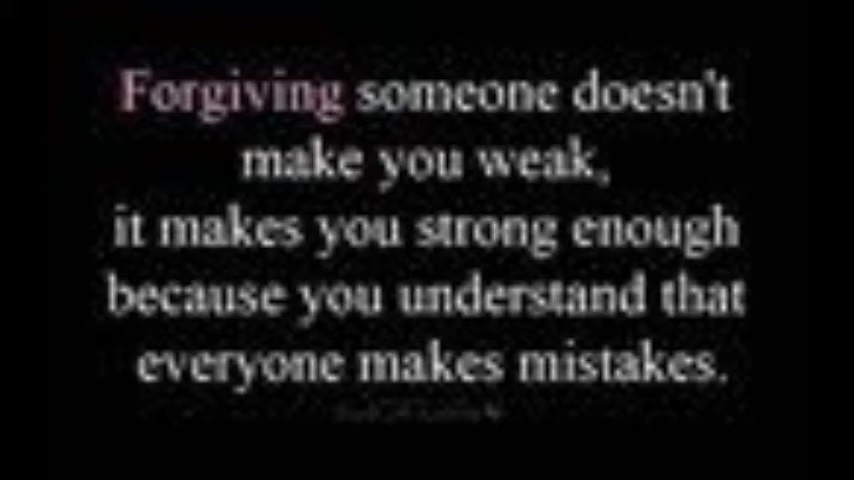 Forgiving someone doesn't
make you weak,
it makes you strong enough
because you understand that
everyone makes mistakes.